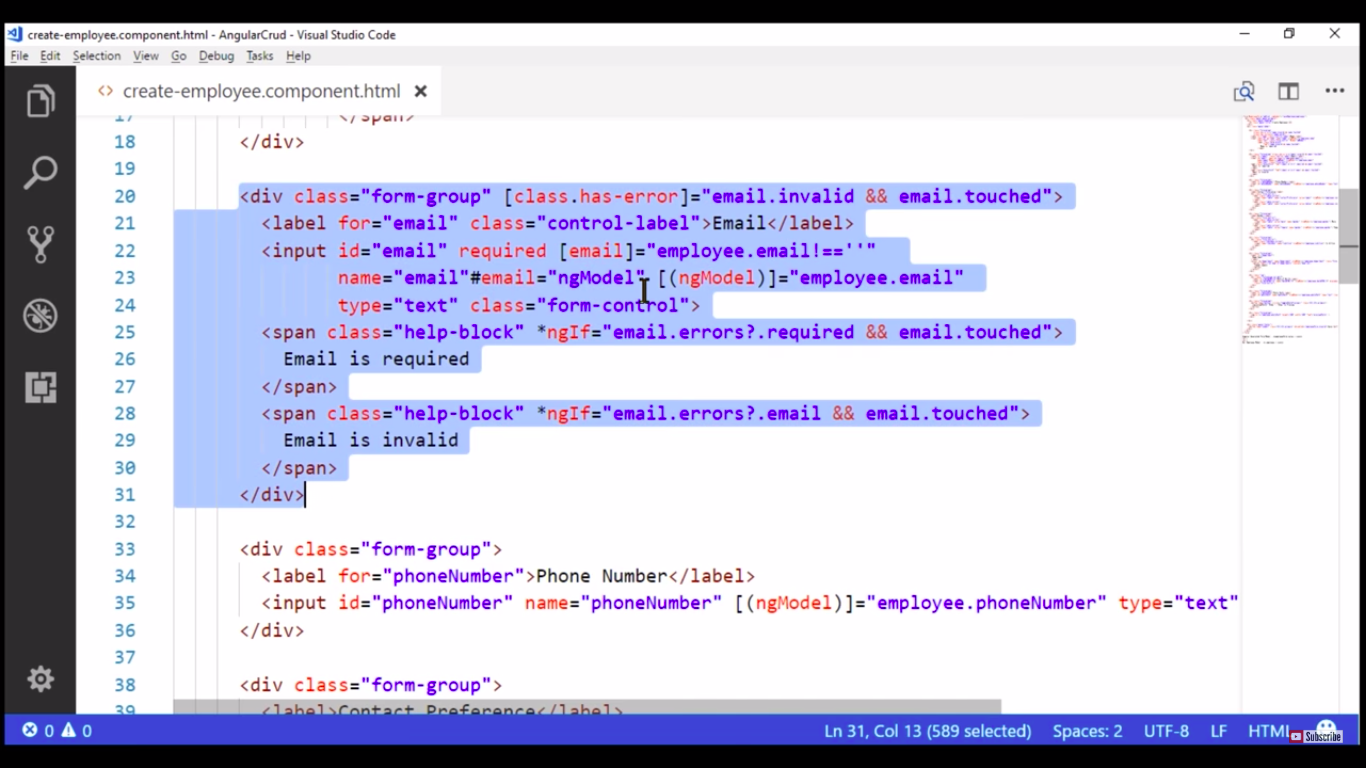 create-employee.component.html - AngularCrud - Visual Studio Code
File Edit Selection View Go Debug Tasks Help
<> create-employee.component.html
17 </span>
18 </div>
19
20 <div class="form-group" [class.has-error]="email.invalid && email.touched">
21 <label for="email" class="control-label">Email</label>
22 <input id="email" required [email]="employee.email!==''"
23 name="email"#email="ngModel" [(ngModel)]="employee.email"
24 type="text" class="form-control">
25 <span class="help-block" *ngIf="email.errors?.required && email.touched">
26 Email is required
27 </span>
28 <span class="help-block" *ngIf="email.errors?.email && email.touched">
29 Email is invalid
30 </span>
31 </div>
32
33 <div class="form-group">
34 <label for="phoneNumber">Phone Number</label>
35 <input id="phoneNumber" name="phoneNumber" [(ngModel)]="employee.phoneNumber" type="text"
36 </div>
37
38 <div class="form-group">
39 <label>Contact Preference</label>
0 0 Ln 31, Col 13 (589 selected) Spaces: 2 UTF-8 LF HTML
Subscribe